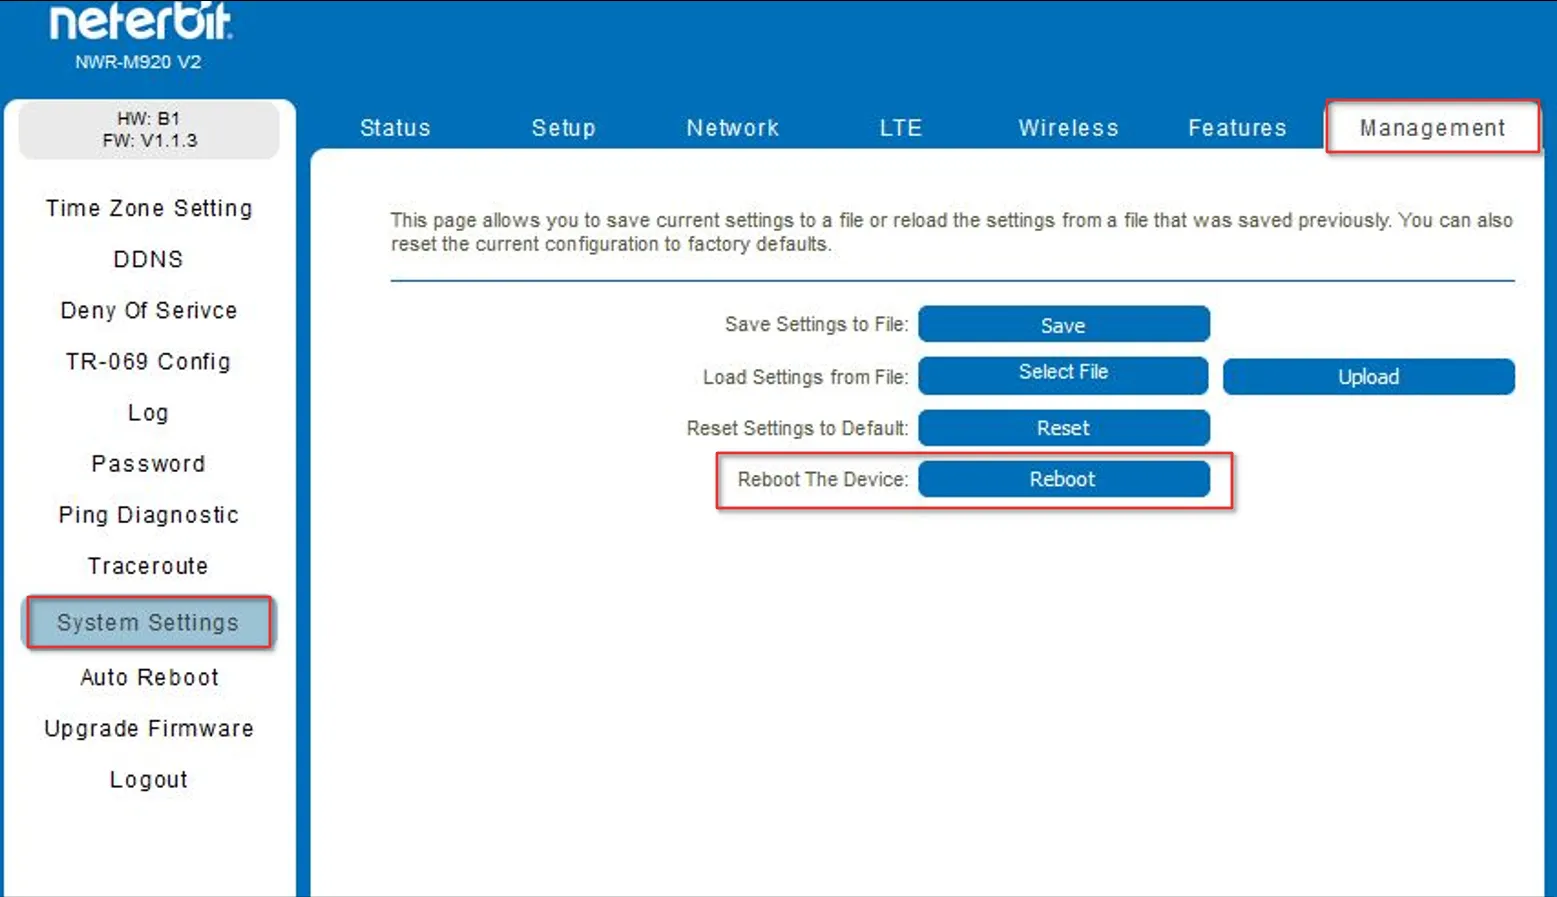 neterbit.
NWR-M920 V2
HW: B1
FW: V1.1.3
Status Setup Network LTE Wireless Features Management
Time Zone Setting
DDNS
Deny Of Serivce
TR-069 Config
Log
Password
Ping Diagnostic
Traceroute
System Settings
Auto Reboot
Upgrade Firmware
Logout
This page allows you to save current settings to a file or reload the settings from a file that was saved previously. You can also
reset the current configuration to factory defaults.
Save Settings to File: Save
Load Settings from File: Select File Upload
Reset Settings to Default: Reset
Reboot The Device: Reboot